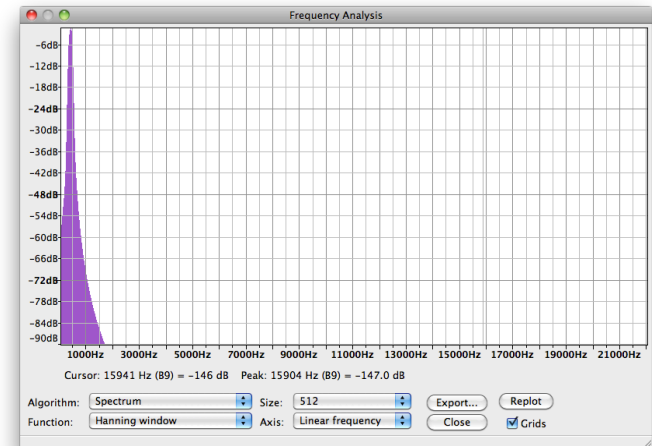 Frequency Analysis
-6dB
-12dB
-18dB
-24dB
-30dB
-36dB
-42dB
-48dB
-54dB
-60dB
-66dB
-72dB
-78dB
-84dB
-90dB
1000Hz 3000Hz 5000Hz 7000Hz 9000Hz 11000Hz 13000Hz 15000Hz 17000Hz 19000Hz 21000Hz
Cursor: 15941 Hz (B9) = -146 dB Peak: 15904 Hz (B9) = -147.0 dB
Algorithm: Spectrum Size: 512 Export... Replot
Function: Hanning window Axis: Linear frequency Close Grids